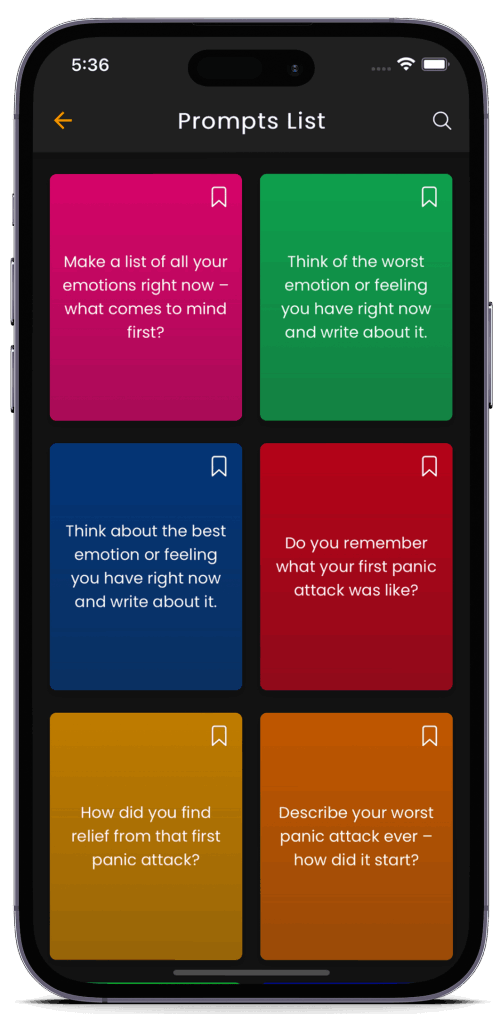 5:36
Prompts List
Make a list of all your
emotions right now –
what comes to mind
first?
Think of the worst
emotion or feeling
you have right now
and write about it.
Think about the best
emotion or feeling
you have right now
and write about it.
Do you remember
what your first panic
attack was like?
How did you find
relief from that first
panic attack?
Describe your worst
panic attack ever –
how did it start?